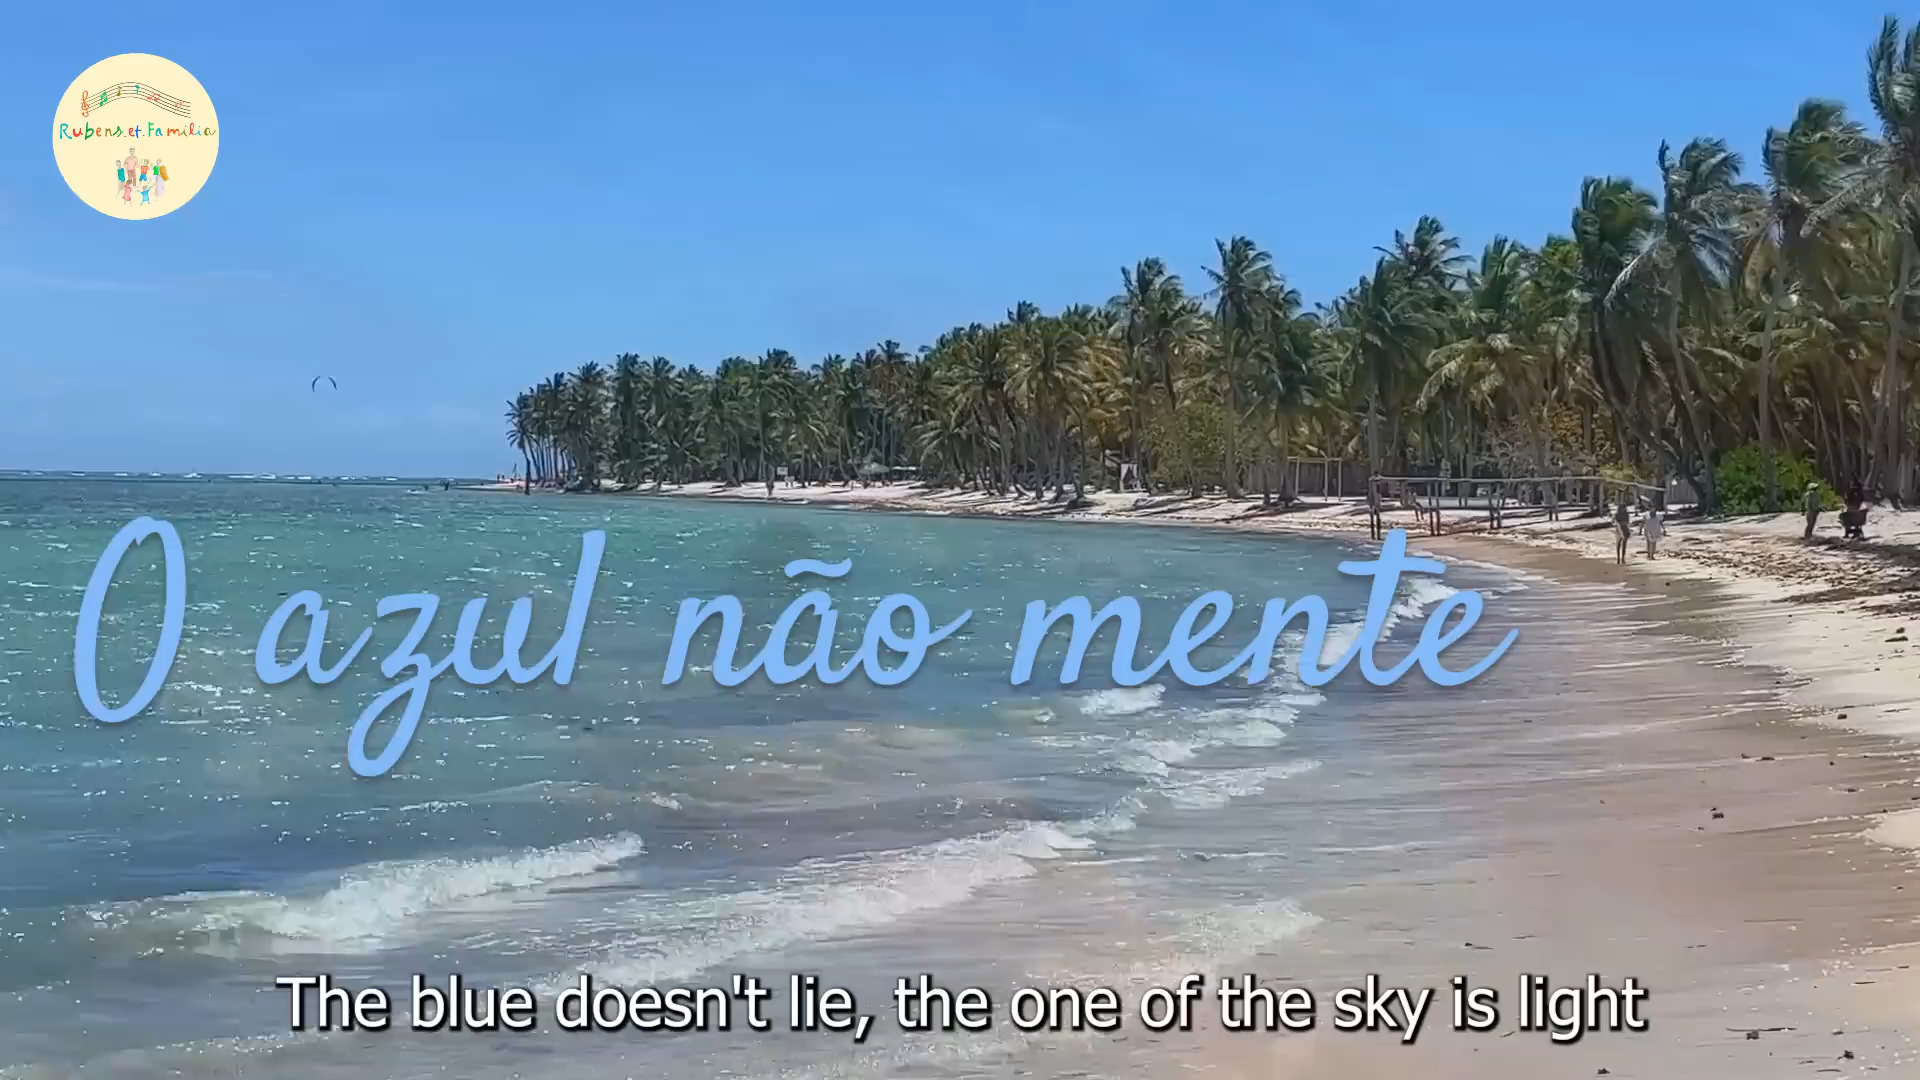 Rubens.et.Familia
O azul não mente
The blue doesn't lie, the one of the sky is light